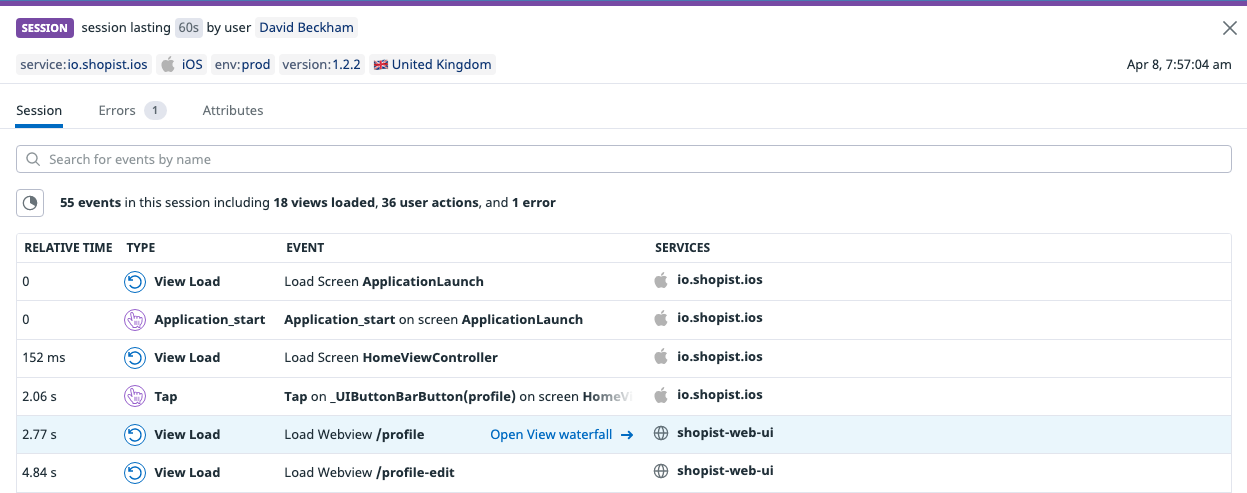 SESSION session lasting 60s by user David Beckham
service:io.shopist.ios iOS env:prod version:1.2.2 United Kingdom Apr 8, 7:57:04 am
Session Errors 1 Attributes
Search for events by name
55 events in this session including 18 views loaded, 36 user actions, and 1 error
RELATIVE TIME TYPE EVENT SERVICES
0 View Load Load Screen ApplicationLaunch io.shopist.ios
0 Application_start Application_start on screen ApplicationLaunch io.shopist.ios
152 ms View Load Load Screen HomeViewController io.shopist.ios
2.06 s Tap Tap on _UIButtonBarButton(profile) on screen HomeVi io.shopist.ios
2.77 s View Load Load Webview /profile Open View waterfall → shopist-web-ui
4.84 s View Load Load Webview /profile-edit shopist-web-ui